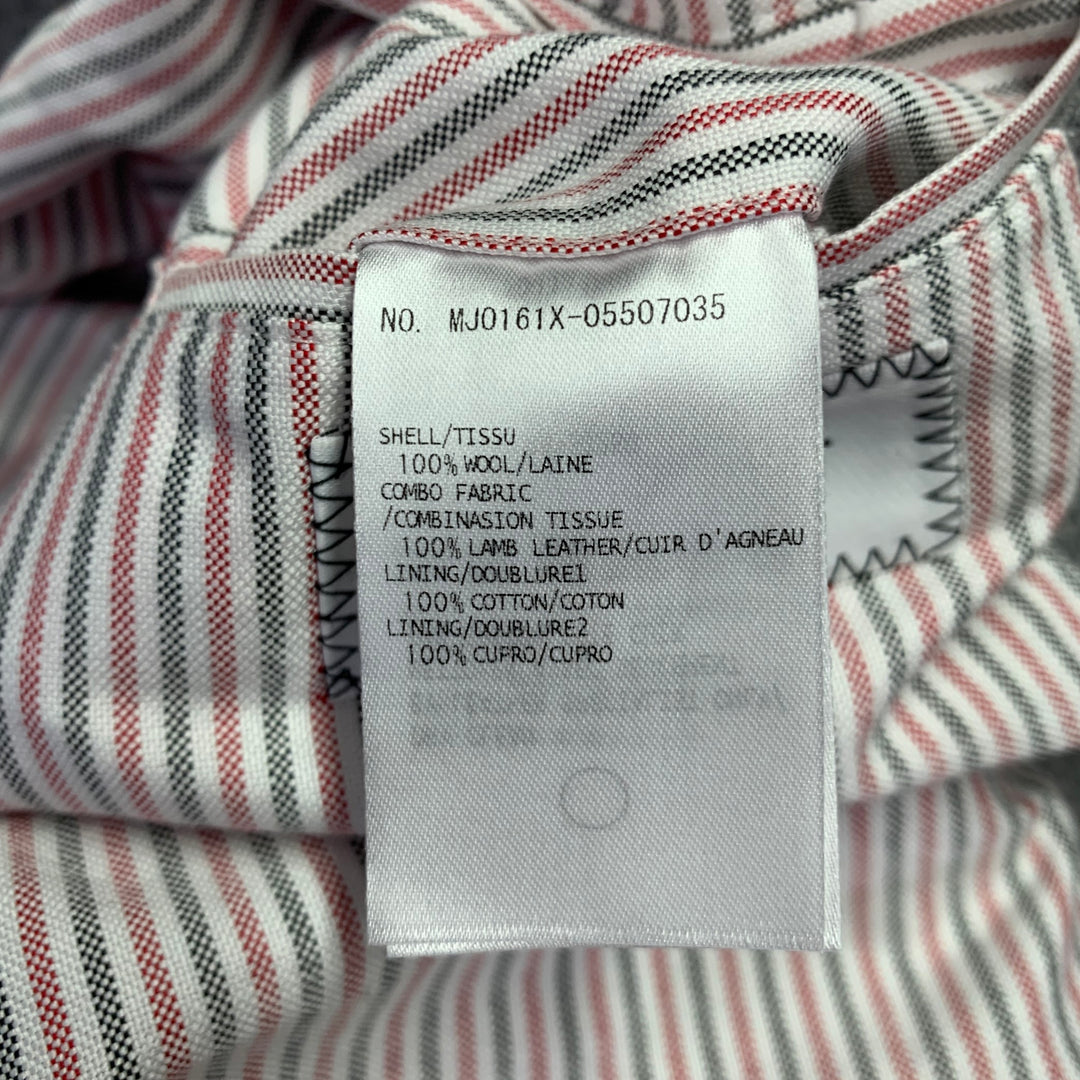 NO. MJ0161X-05507035
SHELL/TISSU
100% WOOL/LAINE
COMBO FABRIC
/COMBINASION TISSUE
100% LAMB LEATHER/CUIR D'AGNEAU
LINING/DOUBLURE1
100% COTTON/COTON
LINING/DOUBLURE2
100% CUPRO/CUPRO